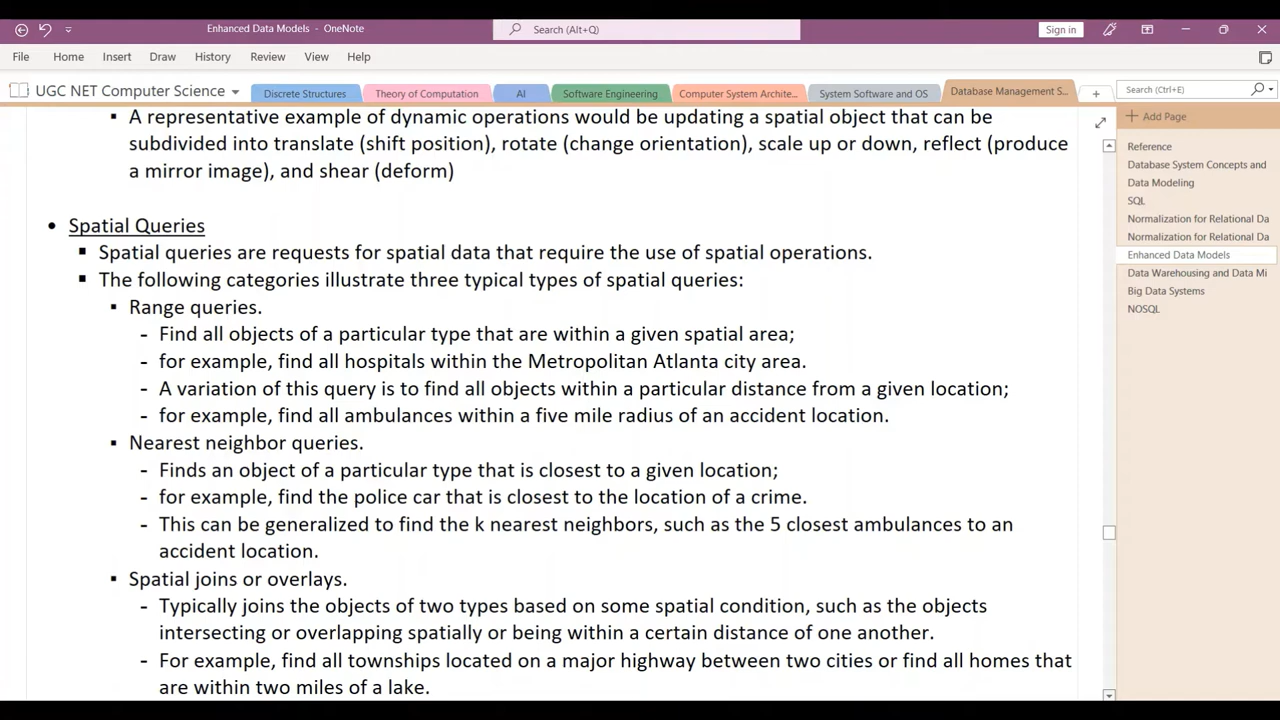 Enhanced Data Models - OneNote
Search (Alt+Q)
Sign in
File Home Insert Draw History Review View Help
UGC NET Computer Science
Discrete Structures
Theory of Computation
AI
Software Engineering
Computer System Archite...
System Software and OS
Database Management S...
Search (Ctrl+E)
▪ A representative example of dynamic operations would be updating a spatial object that can be
subdivided into translate (shift position), rotate (change orientation), scale up or down, reflect (produce
a mirror image), and shear (deform)
• Spatial Queries
▪ Spatial queries are requests for spatial data that require the use of spatial operations.
▪ The following categories illustrate three typical types of spatial queries:
▪ Range queries.
- Find all objects of a particular type that are within a given spatial area;
- for example, find all hospitals within the Metropolitan Atlanta city area.
- A variation of this query is to find all objects within a particular distance from a given location;
- for example, find all ambulances within a five mile radius of an accident location.
▪ Nearest neighbor queries.
- Finds an object of a particular type that is closest to a given location;
- for example, find the police car that is closest to the location of a crime.
- This can be generalized to find the k nearest neighbors, such as the 5 closest ambulances to an
accident location.
▪ Spatial joins or overlays.
- Typically joins the objects of two types based on some spatial condition, such as the objects
intersecting or overlapping spatially or being within a certain distance of one another.
- For example, find all townships located on a major highway between two cities or find all homes that
are within two miles of a lake.
Add Page
Reference
Database System Concepts and
Data Modeling
SQL
Normalization for Relational Da
Normalization for Relational Da
Enhanced Data Models
Data Warehousing and Data Mi
Big Data Systems
NOSQL